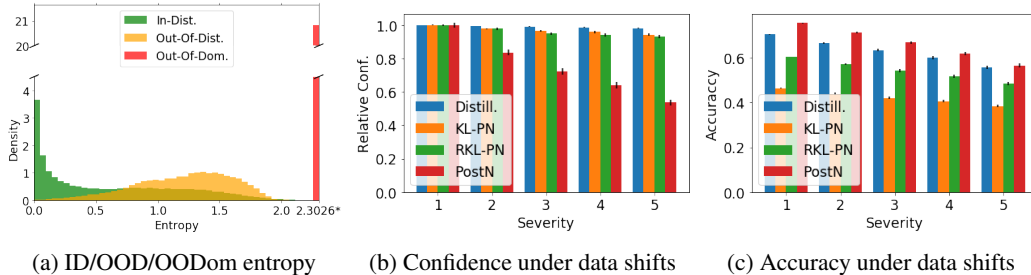 21
20
4
3
2
1
0
Density
In-Dist.
Out-Of-Dist.
Out-Of-Dom.
0.0 0.5 1.0 1.5 2.0 2.3026*
Entropy
(a) ID/OOD/OODom entropy
1.0
0.8
0.6
0.4
0.2
0.0
Relative Conf.
Distill.
KL-PN
RKL-PN
PostN
1 2 3 4 5
Severity
(b) Confidence under data shifts
0.6
0.4
0.2
0.0
Accuraccy
Distill.
KL-PN
RKL-PN
PostN
1 2 3 4 5
Severity
(c) Accuracy under data shifts